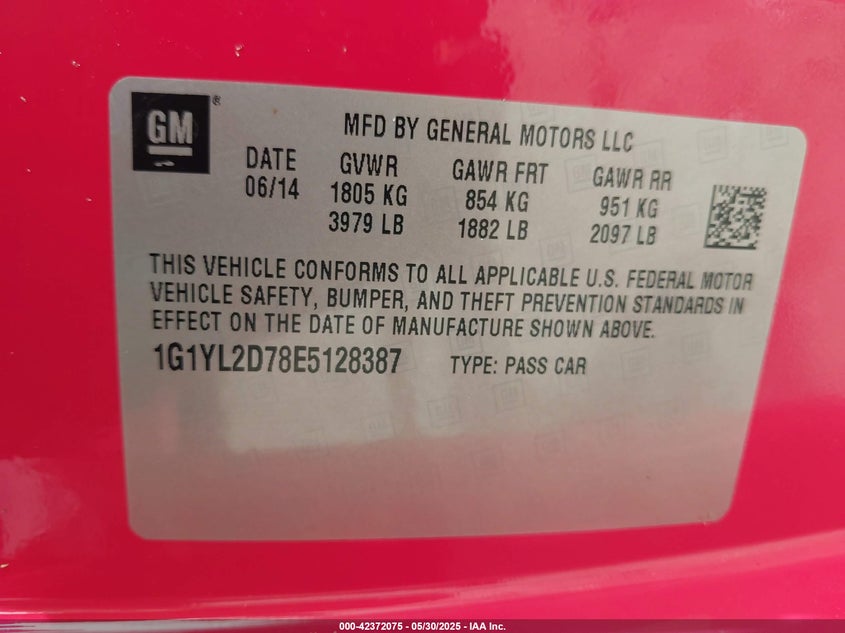 GM ®
MFD BY GENERAL MOTORS LLC
DATE GVWR GAWR FRT GAWR RR
06/14 1805 KG 854 KG 951 KG
3979 LB 1882 LB 2097 LB
THIS VEHICLE CONFORMS TO ALL APPLICABLE U.S. FEDERAL MOTOR
VEHICLE SAFETY, BUMPER, AND THEFT PREVENTION STANDARDS IN
EFFECT ON THE DATE OF MANUFACTURE SHOWN ABOVE.
1G1YL2D78E5128387 TYPE: PASS CAR
000-42372075 — 05/30/2025 — IAA Inc.